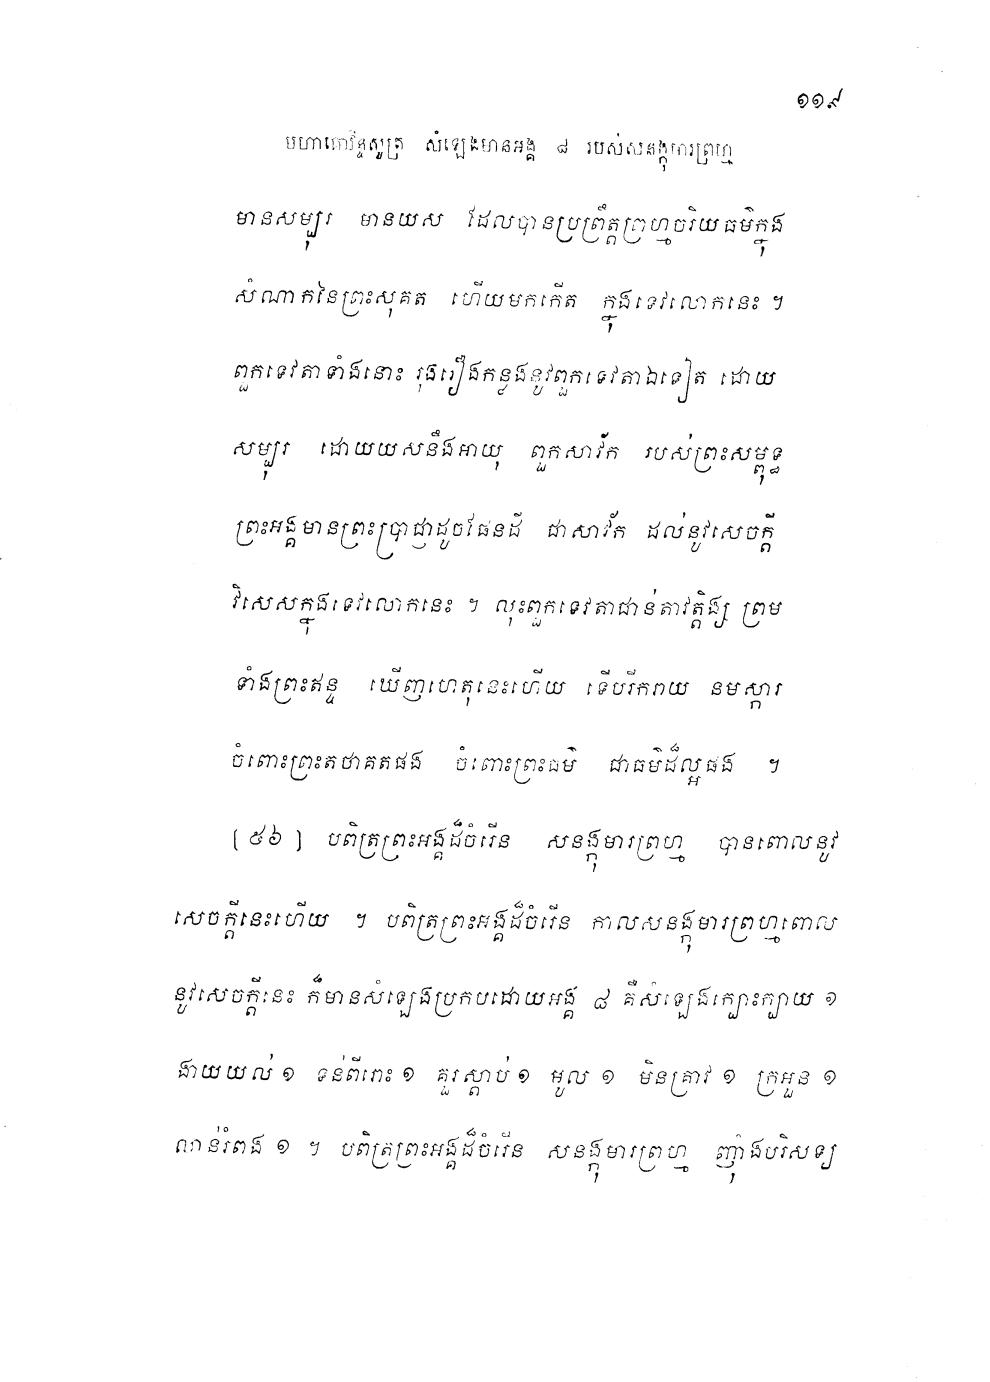 ១១៩
មហាគោវិន្ទសូត្រ សំឡេងមានអង្គ ៨ របស់សនង្កុមារព្រហ្ម
មានសម្បុរ មានយស ដែលបានប្រព្រឹត្តព្រហ្មចរិយធម៌ក្នុង
សំណាកនៃព្រះសុគត ហើយមកកើត ក្នុងទេវលោកនេះ ។
ពួកទេវតាទាំងនោះ រុងរឿងកន្លងនូវពួកទេវតាឯទៀត ដោយ
សម្បុរ ដោយយសនឹងអាយុ ពួកសាវ័ក របស់ព្រះសម្ពុទ្ធ
ព្រះអង្គមានព្រះប្រាជ្ញាដូចផែនដី ជាសាវ័ក ដល់នូវសេចក្តី
វិសេសក្នុងទេវលោកនេះ ។ លុះពួកទេវតាជាន់តាវត្តិង្ស ព្រម
ទាំងព្រះឥន្ទ ឃើញហេតុនេះហើយ ទើបរីករាយ នមស្ការ
ចំពោះព្រះតថាគតផង ចំពោះព្រះធម៌ ជាធម៌ដ៏ល្អផង ។
[ ៥៦ ] បពិត្រព្រះអង្គដ៏ចំរើន សនង្កុមារព្រហ្ម បានពោលនូវ
សេចក្តីនេះហើយ ។ បពិត្រព្រះអង្គដ៏ចំរើន កាលសនង្កុមារព្រហ្មពោល
នូវសេចក្តីនេះ ក៏មានសំឡេងប្រកបដោយអង្គ ៨ គឺសំឡេងក្បោះក្បាយ ១
ងាយយល់ ១ ទន់ពីរោះ ១ គួរស្តាប់ ១ មូល ១ មិនគ្រាវ ១ ក្រអួន ១
ណាន់រំពង ១ ។ បពិត្រព្រះអង្គដ៏ចំរើន សនង្កុមារព្រហ្ម ញុំាងបរិសទ្យ